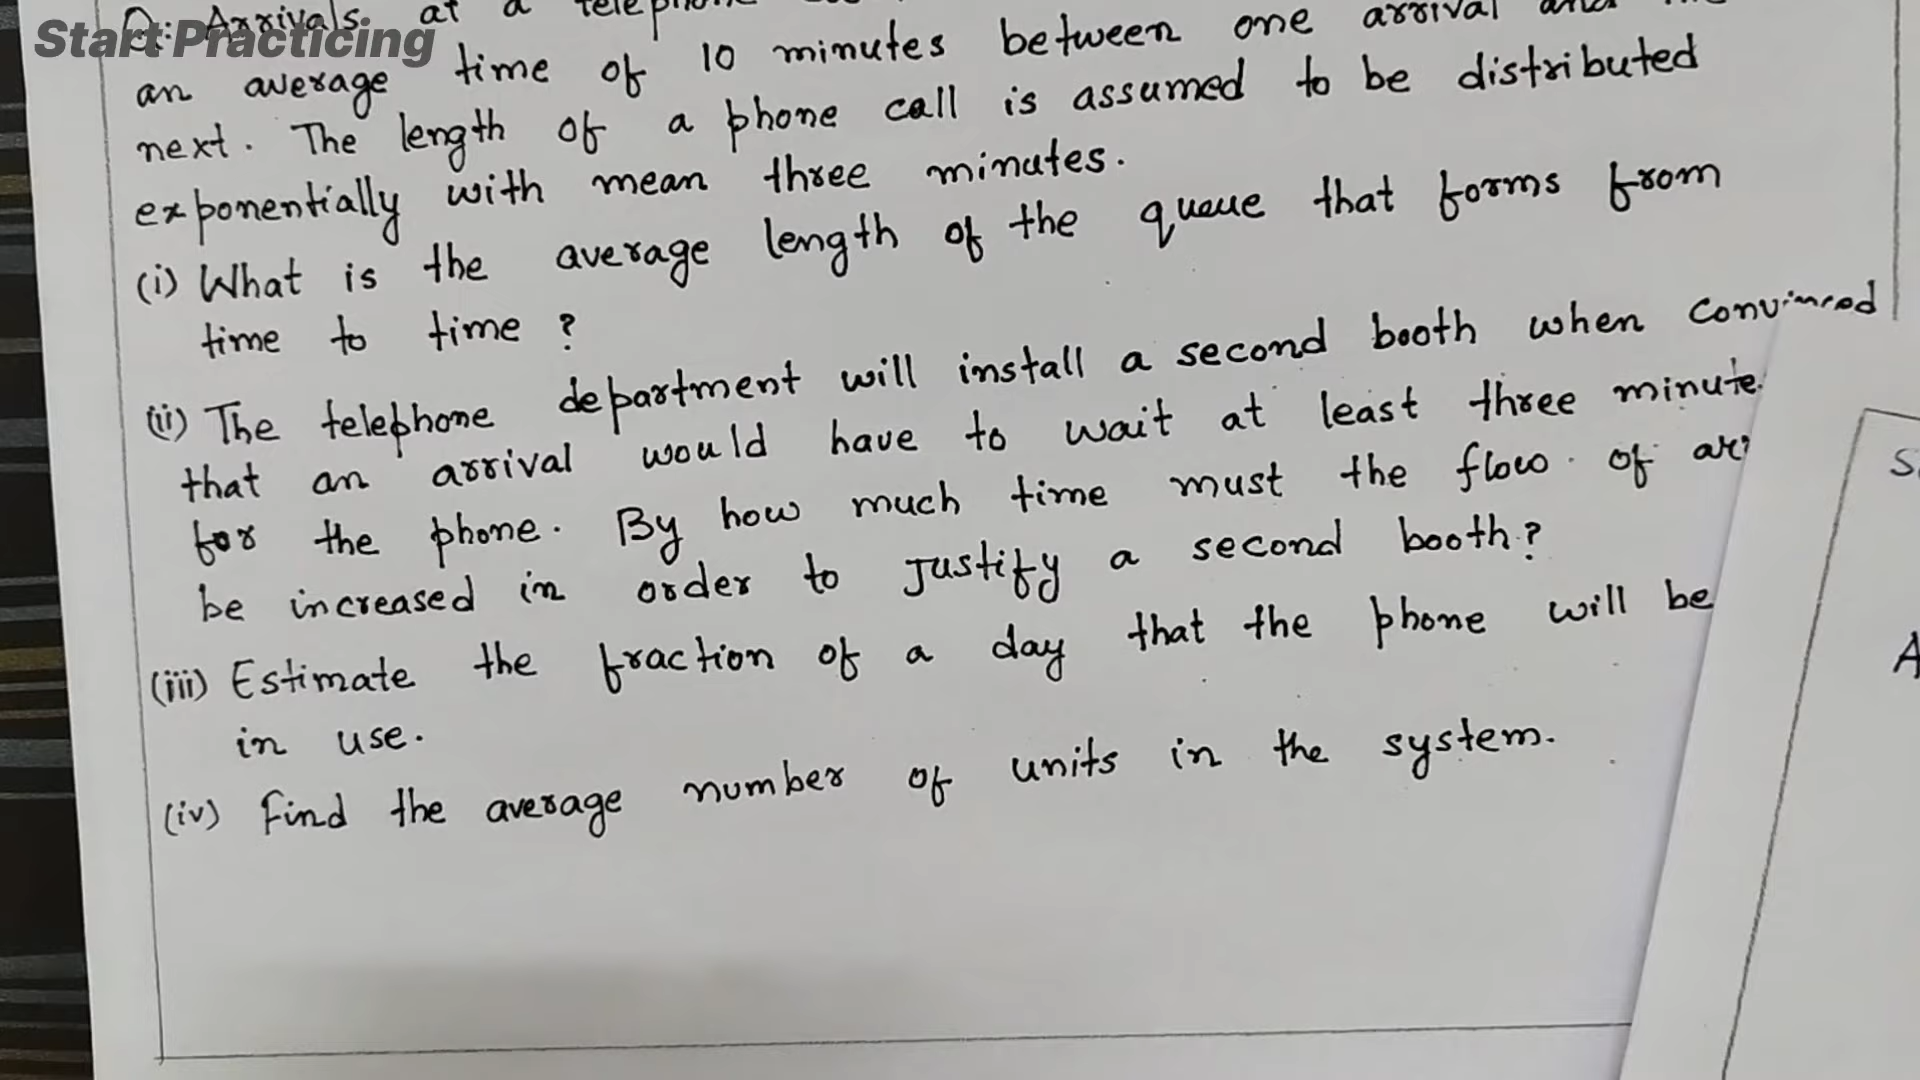 Start Practicing
Q: Arrivals at a
an average time of 10 minutes between one arrival and
next. The length of a phone call is assumed to be distributed
exponentially with mean three minutes.
(i) What is the average length of the queue that forms from
time to time ?
(ii) The telephone department will install a second booth when convinced
that an arrival would have to wait at least three minute
for the phone. By how much time must the flow of
be increased in order to justify a second booth?
(iii) Estimate the fraction of a day that the phone will be
in use.
(iv) Find the average number of units in the system.
S
A